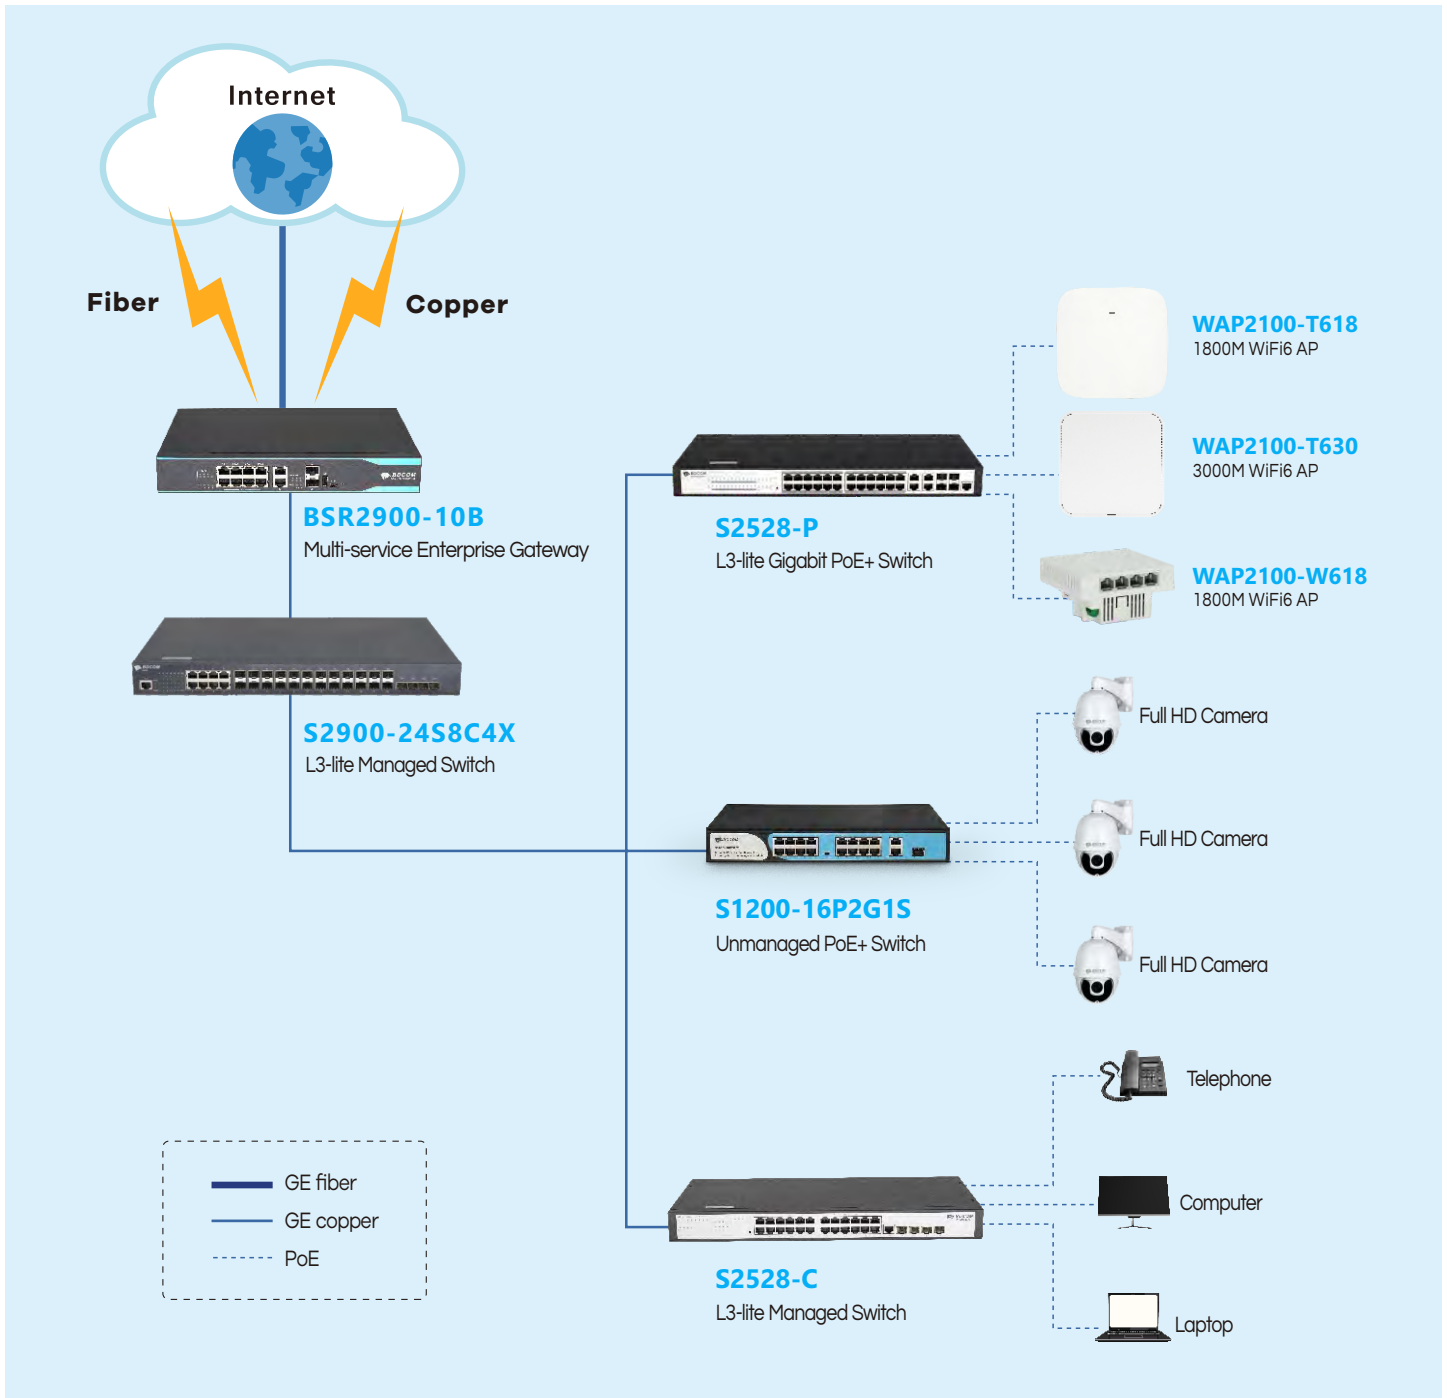 Internet
Fiber
Copper
BDCOM
BSR2900-10B
Multi-service Enterprise Gateway
BDCOM
S2900-24S8C4X
L3-lite Managed Switch
S2528-P
L3-lite Gigabit PoE+ Switch
WAP2100-T618
1800M WiFi6 AP
WAP2100-T630
3000M WiFi6 AP
WAP2100-W618
1800M WiFi6 AP
Full HD Camera
Full HD Camera
Full HD Camera
S1200-16P2G1S
Unmanaged PoE+ Switch
Telephone
Computer
Laptop
S2528-C
L3-lite Managed Switch
GE fiber
GE copper
PoE